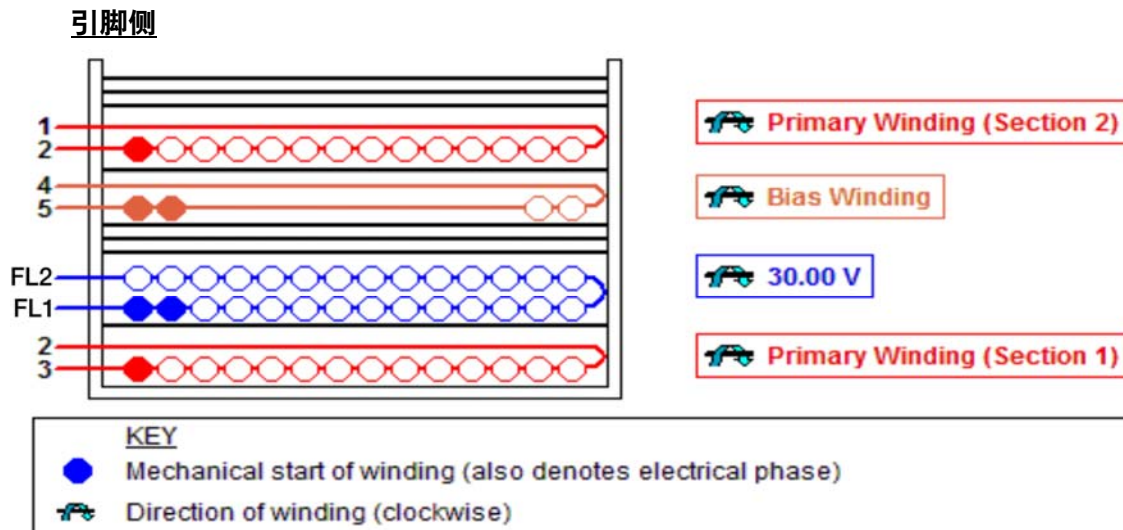 引脚侧
1
Primary Winding (Section 2)
2
4
Bias Winding
5
FL2
30.00 V
FL1
2
Primary Winding (Section 1)
3
KEY
Mechanical start of winding (also denotes electrical phase)
Direction of winding (clockwise)